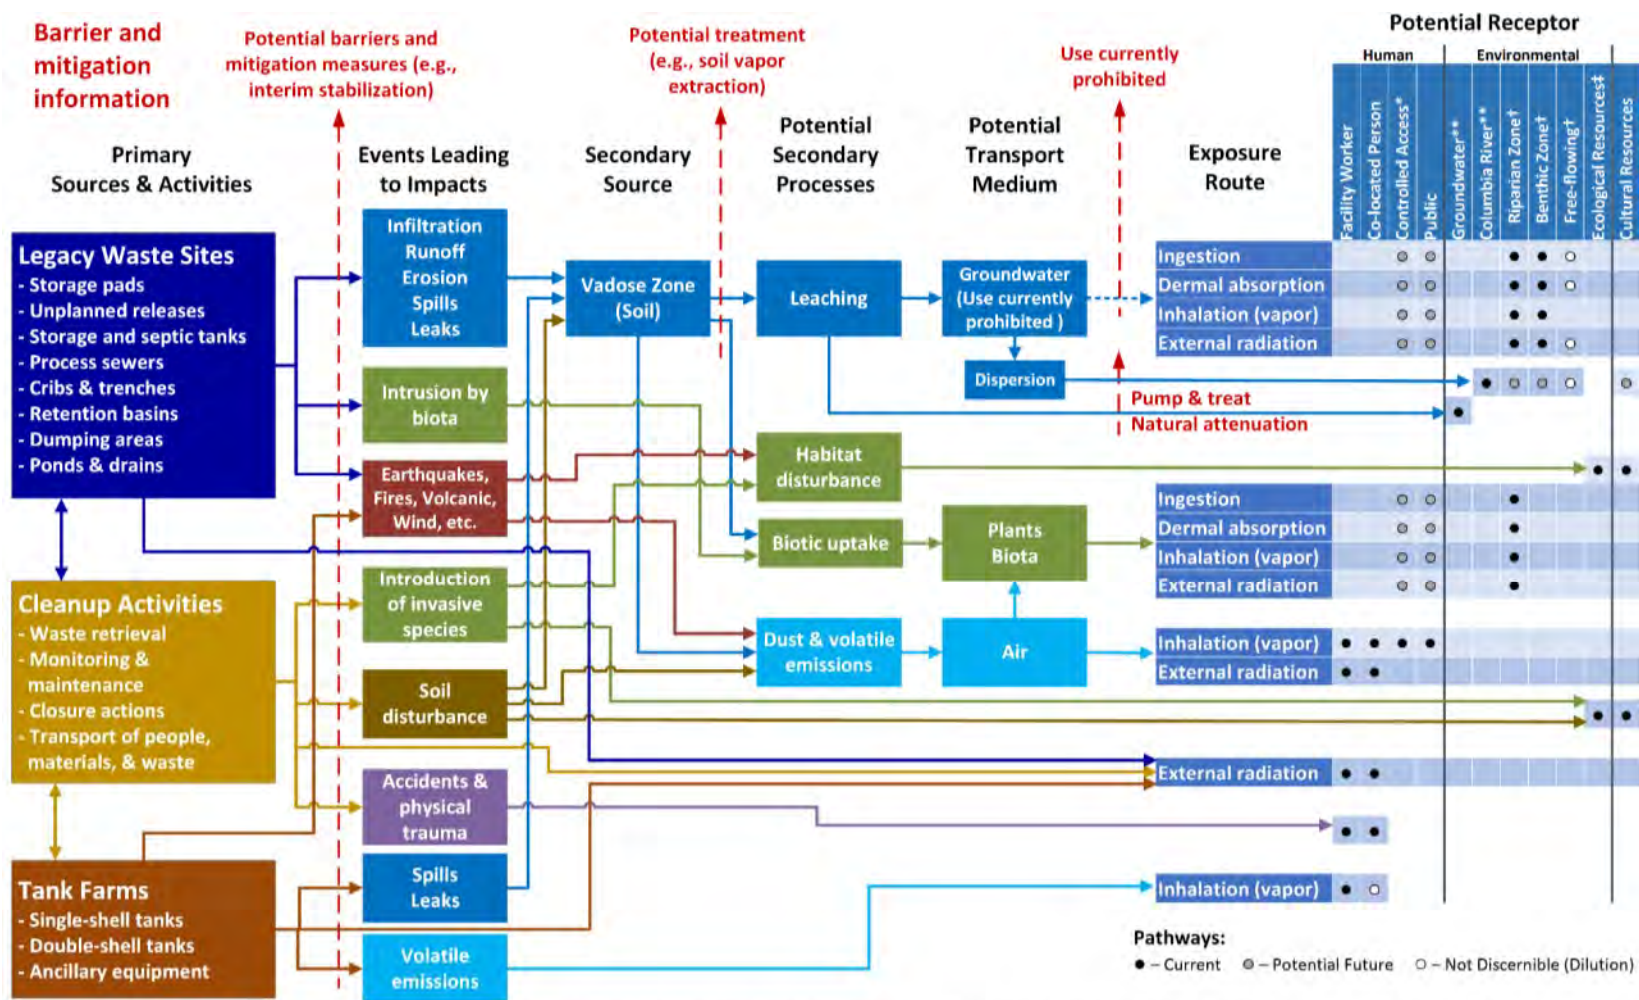 Barrier and
mitigation
information
Potential barriers and
mitigation measures (e.g.,
interim stabilization)
Potential treatment
(e.g., soil vapor
extraction)
Use currently
prohibited
Potential Receptor
Human
Environmental
Facility Worker
Co-located Person
Controlled Access*
Public
Groundwater**
Columbia River**
Riparian Zone†
Benthic Zone†
Free-flowing†
Ecological Resources‡
Cultural Resources
Primary
Sources & Activities
Events Leading
to Impacts
Secondary
Source
Potential
Secondary
Processes
Potential
Transport
Medium
Exposure
Route
Legacy Waste Sites
- Storage pads
- Unplanned releases
- Storage and septic tanks
- Process sewers
- Cribs & trenches
- Retention basins
- Dumping areas
- Ponds & drains
Cleanup Activities
- Waste retrieval
- Monitoring &
maintenance
- Closure actions
- Transport of people,
materials, & waste
Tank Farms
- Single-shell tanks
- Double-shell tanks
- Ancillary equipment
Infiltration
Runoff
Erosion
Spills
Leaks
Intrusion by
biota
Earthquakes,
Fires, Volcanic,
Wind, etc.
Introduction
of invasive
species
Soil
disturbance
Accidents &
physical
trauma
Spills
Leaks
Volatile
emissions
Vadose Zone
(Soil)
Leaching
Habitat
disturbance
Biotic uptake
Dust & volatile
emissions
Groundwater
(Use currently
prohibited )
Dispersion
Plants
Biota
Air
Pump & treat
Natural attenuation
Ingestion
Dermal absorption
Inhalation (vapor)
External radiation
Ingestion
Dermal absorption
Inhalation (vapor)
External radiation
Inhalation (vapor)
External radiation
External radiation
Inhalation (vapor)
Pathways:
– Current
– Potential Future
– Not Discernible (Dilution)